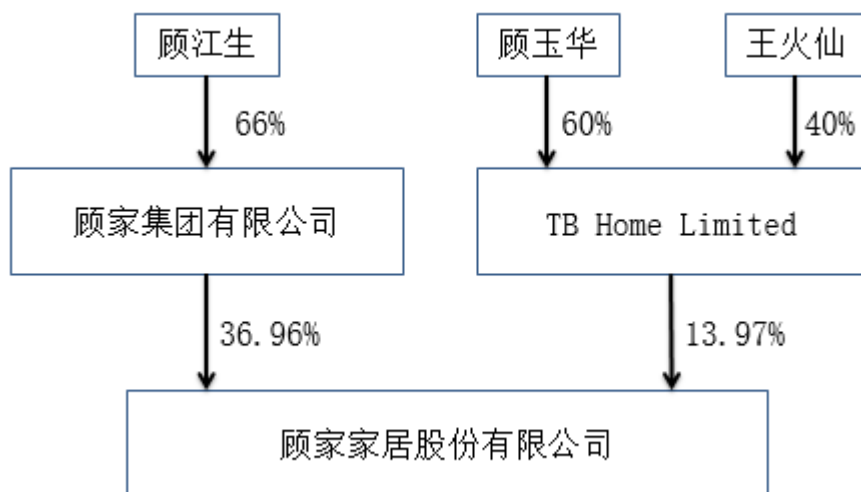 顾江生
顾玉华
王火仙
66%
60%
40%
顾家集团有限公司
TB Home Limited
36.96%
13.97%
顾家家居股份有限公司